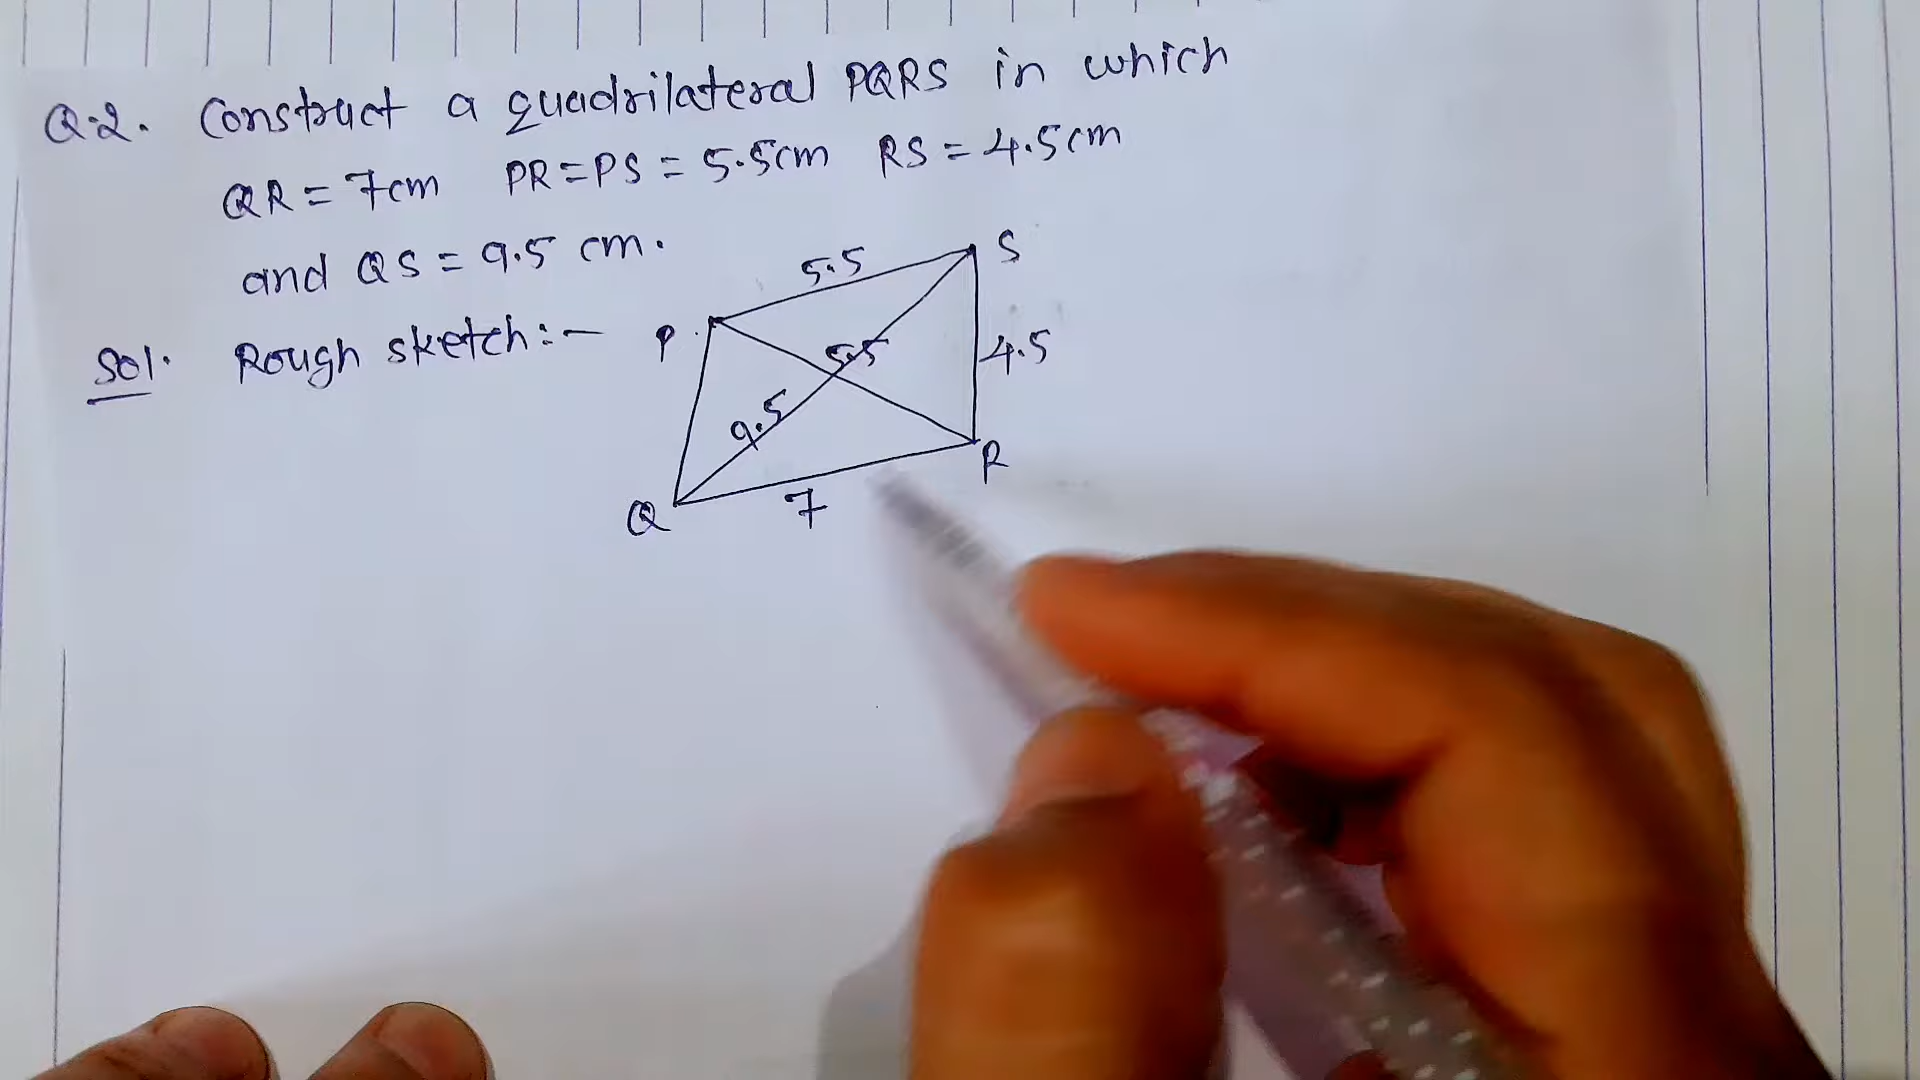 Q.2. Construct a quadrilateral PQRS in which
QR = 7cm PR = PS = 5.5cm RS = 4.5cm
and QS = 9.5 cm.
Sol. Rough sketch:-
S
5.5
P
5.5
4.5
9.5
R
7
Q